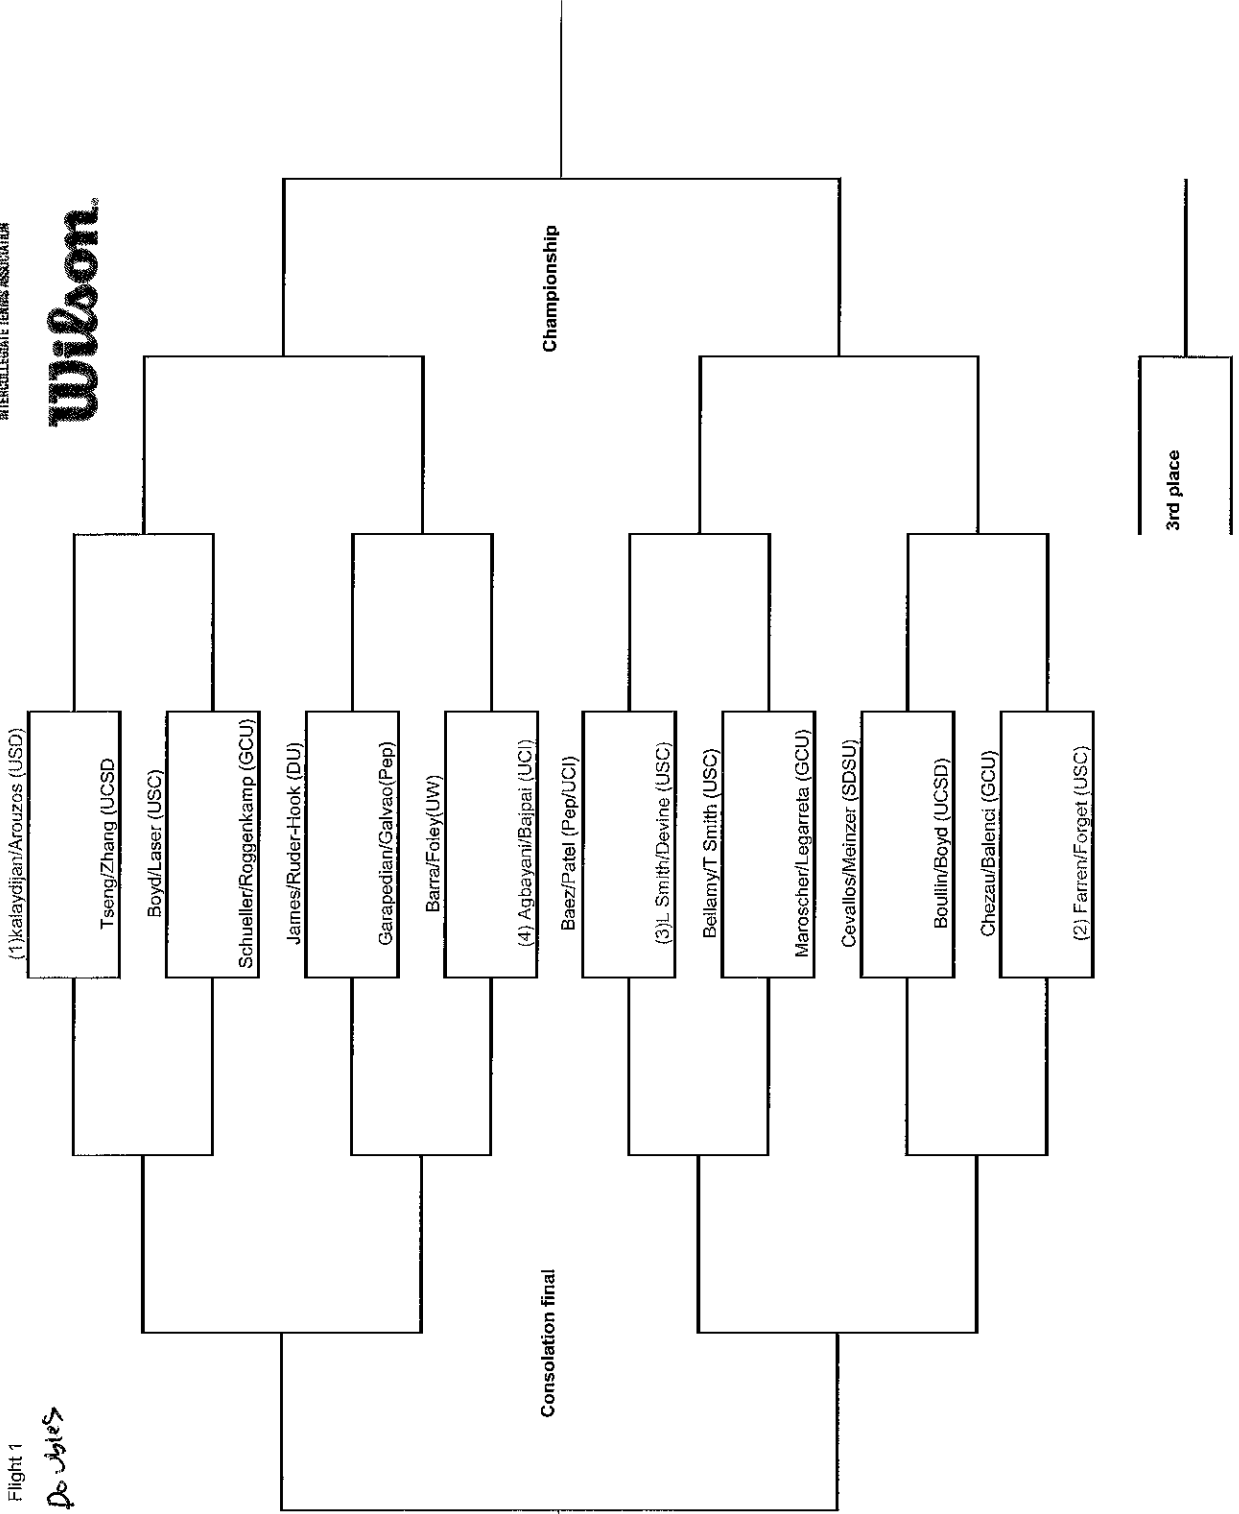 Flight 1
Doubles
INTERCOLLEGIATE TENNIS ASSOCIATION
Wilson
(1)kalaydijan/Arouzos (USD)
Tseng/Zhang (UCSD
Boyd/Laser (USC)
Schueller/Roggenkamp (GCU)
James/Ruder-Hook (DU)
Garapedian/Galvao(Pep)
Barra/Foley(UW)
(4) Agbayani/Bajpai (UCI)
Baez/Patel (Pep/UCI)
(3)L Smith/Devine (USC)
Bellamy/T Smith (USC)
Maroscher/Legarreta (GCU)
Cevallos/Meinzer (SDSU)
Boullin/Boyd (UCSD)
Chezau/Balenci (GCU)
(2) Farren/Forget (USC)
Consolation final
Championship
3rd place